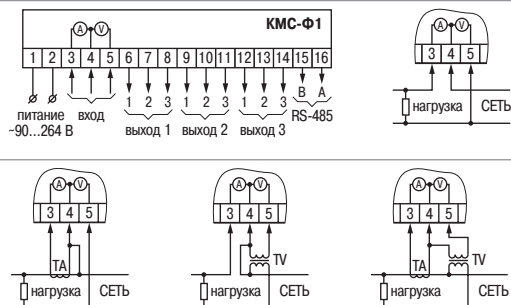 КМС-Ф1
A V
1 2 3 4 5 6 7 8 9 10 11 12 13 14 15 16
1 2 3 1 2 3 1 2 3 B A
питание вход выход 1 выход 2 выход 3 RS-485
~90...264 В
A V
3 4 5
нагрузка СЕТЬ
A V
3 4 5
TA
нагрузка СЕТЬ
A V
3 4 5
TV
нагрузка СЕТЬ
A V
3 4 5
TA TV
нагрузка СЕТЬ